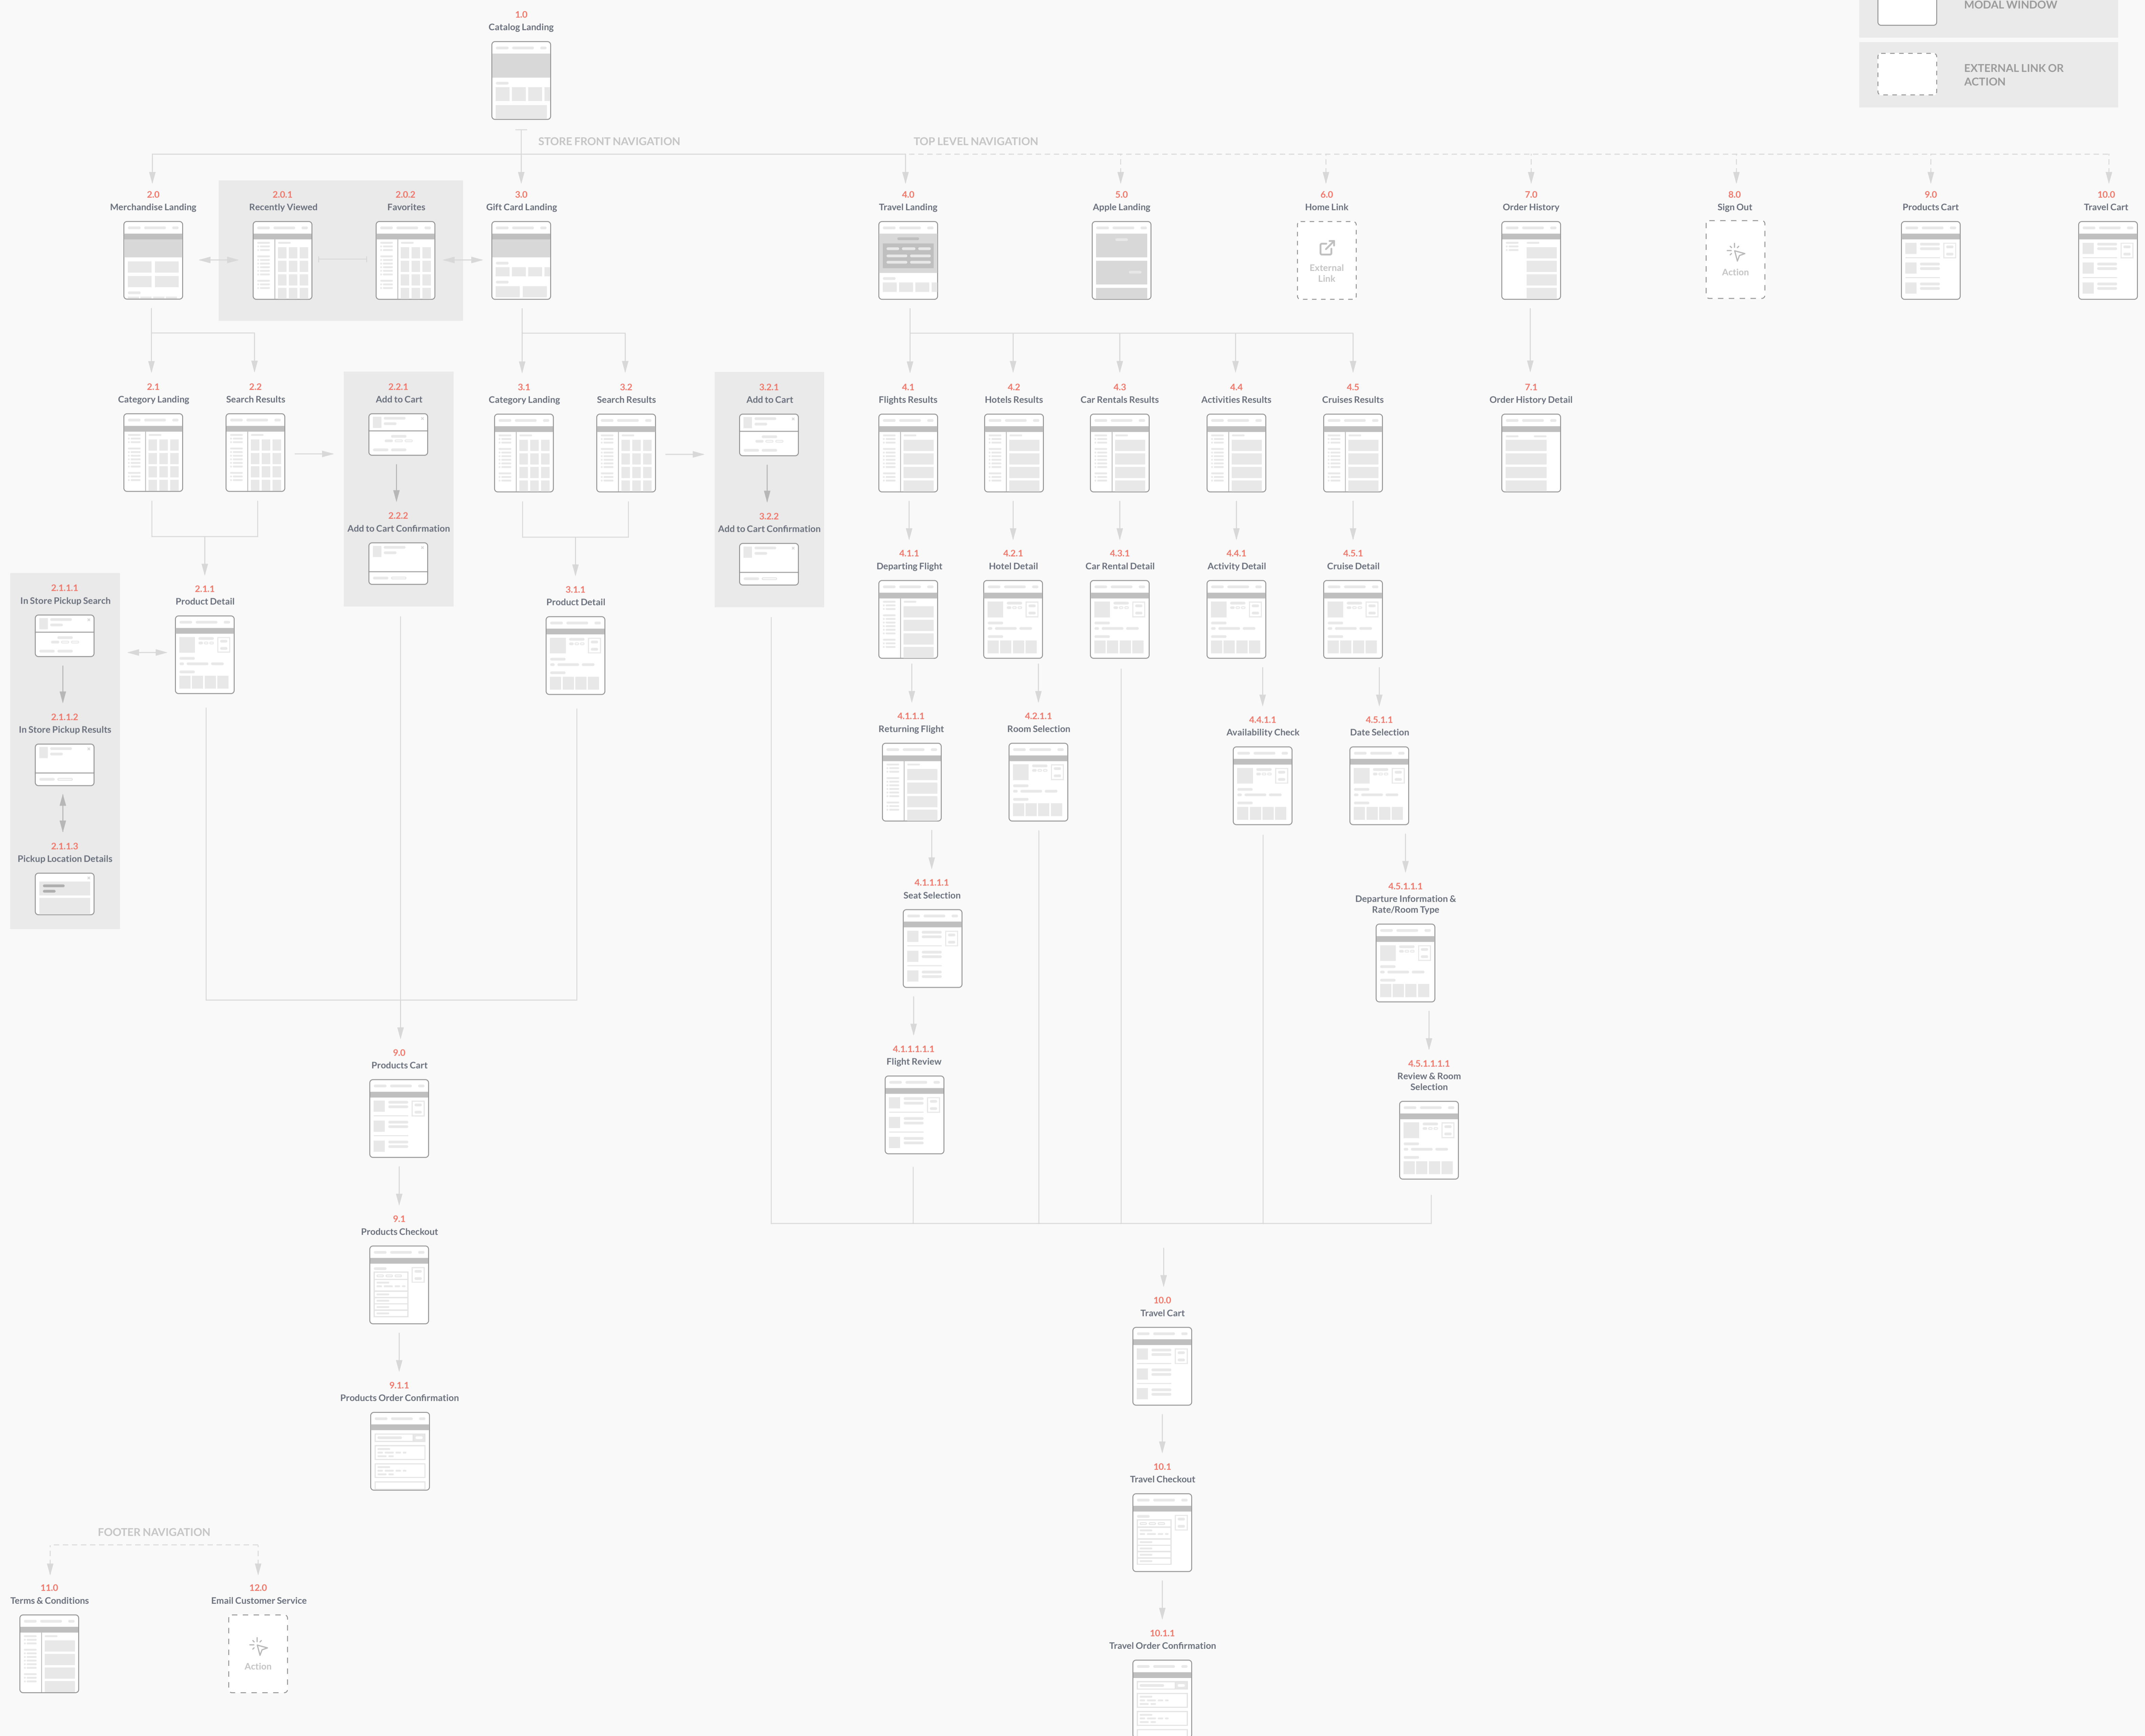 1.0
Catalog Landing
MODAL WINDOW
EXTERNAL LINK OR
ACTION
STORE FRONT NAVIGATION
TOP LEVEL NAVIGATION
2.0
Merchandise Landing
2.0.1
Recently Viewed
2.0.2
Favorites
3.0
Gift Card Landing
4.0
Travel Landing
5.0
Apple Landing
6.0
Home Link
External
Link
7.0
Order History
8.0
Sign Out
Action
9.0
Products Cart
10.0
Travel Cart
2.1
Category Landing
2.2
Search Results
2.2.1
Add to Cart
3.1
Category Landing
3.2
Search Results
3.2.1
Add to Cart
4.1
Flights Results
4.2
Hotels Results
4.3
Car Rentals Results
4.4
Activities Results
4.5
Cruises Results
7.1
Order History Detail
2.2.2
Add to Cart Confirmation
3.2.2
Add to Cart Confirmation
4.1.1
Departing Flight
4.2.1
Hotel Detail
4.3.1
Car Rental Detail
4.4.1
Activity Detail
4.5.1
Cruise Detail
2.1.1.1
In Store Pickup Search
2.1.1
Product Detail
3.1.1
Product Detail
2.1.1.2
In Store Pickup Results
4.1.1.1
Returning Flight
4.2.1.1
Room Selection
4.4.1.1
Availability Check
4.5.1.1
Date Selection
2.1.1.3
Pickup Location Details
4.1.1.1.1
Seat Selection
4.5.1.1.1
Departure Information &
Rate/Room Type
9.0
Products Cart
4.1.1.1.1.1
Flight Review
4.5.1.1.1.1
Review & Room
Selection
9.1
Products Checkout
10.0
Travel Cart
9.1.1
Products Order Confirmation
10.1
Travel Checkout
FOOTER NAVIGATION
11.0
Terms & Conditions
12.0
Email Customer Service
Action
10.1.1
Travel Order Confirmation